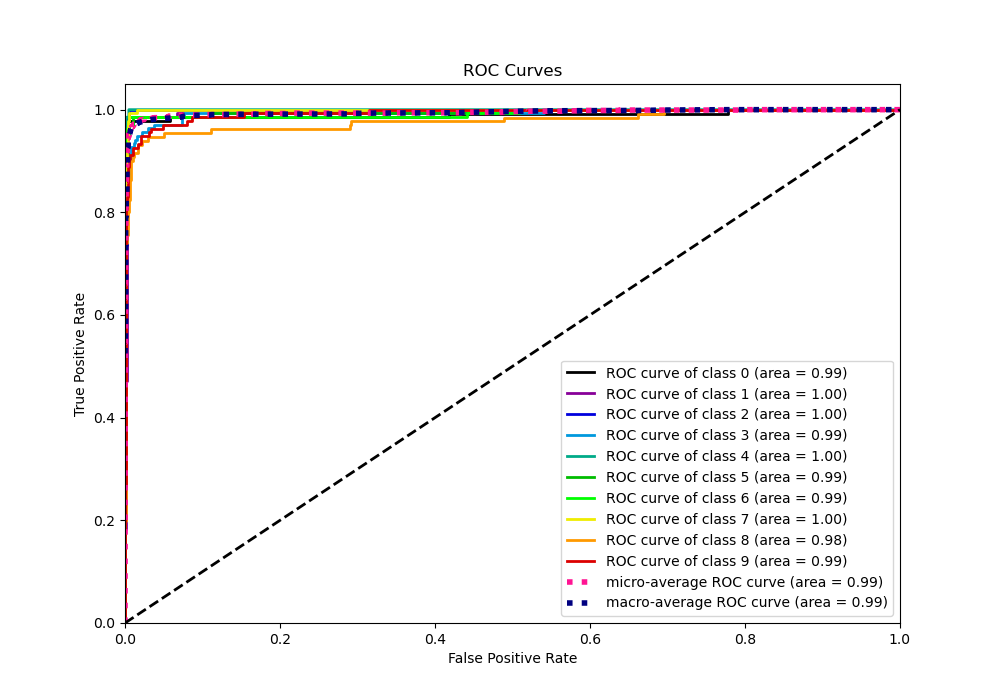 ROC Curves
1.0
0.8
0.6
0.4
0.2
0.0
True Positive Rate
ROC curve of class 0 (area = 0.99)
ROC curve of class 1 (area = 1.00)
ROC curve of class 2 (area = 1.00)
ROC curve of class 3 (area = 0.99)
ROC curve of class 4 (area = 1.00)
ROC curve of class 5 (area = 0.99)
ROC curve of class 6 (area = 0.99)
ROC curve of class 7 (area = 1.00)
ROC curve of class 8 (area = 0.98)
ROC curve of class 9 (area = 0.99)
micro-average ROC curve (area = 0.99)
macro-average ROC curve (area = 0.99)
0.0 0.2 0.4 0.6 0.8 1.0
False Positive Rate